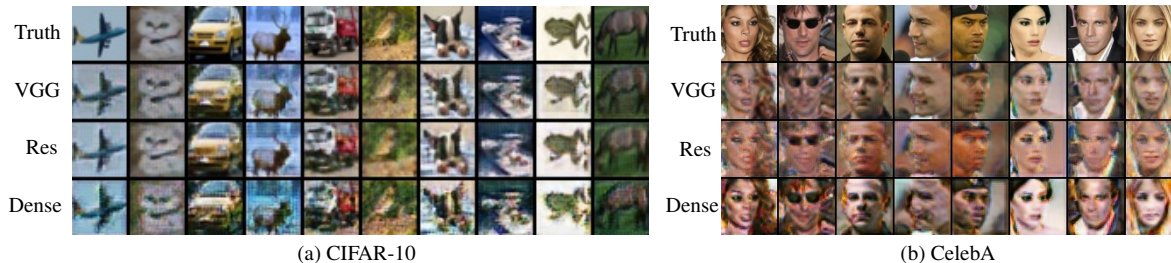 Truth
VGG
Res
Dense
(a) CIFAR-10
Truth
VGG
Res
Dense
(b) CelebA